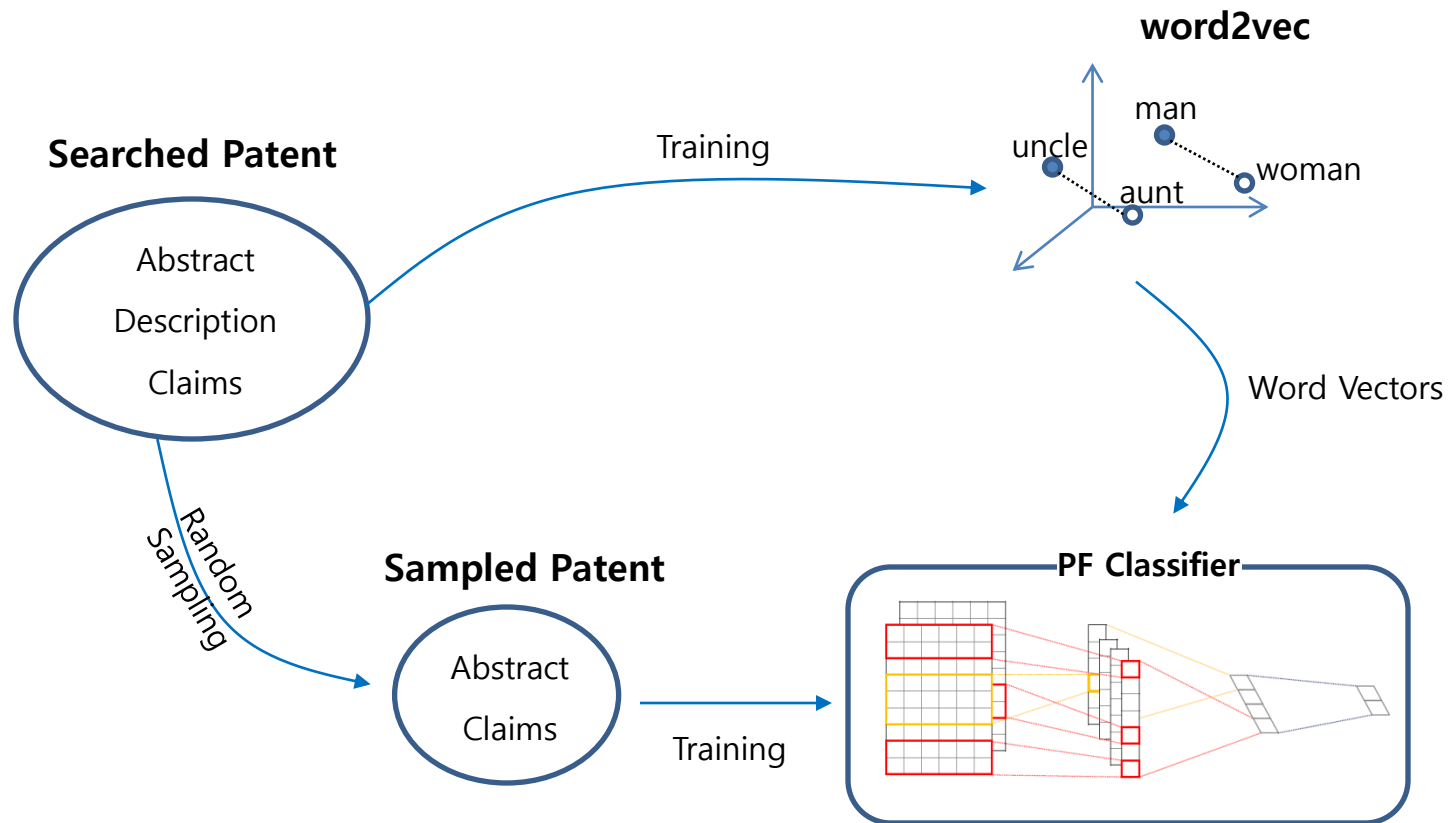 word2vec
man
uncle
woman
aunt
Training
Searched Patent
Abstract
Description
Claims
Word Vectors
Random
Sampling
Sampled Patent
Abstract
Claims
Training
PF Classifier